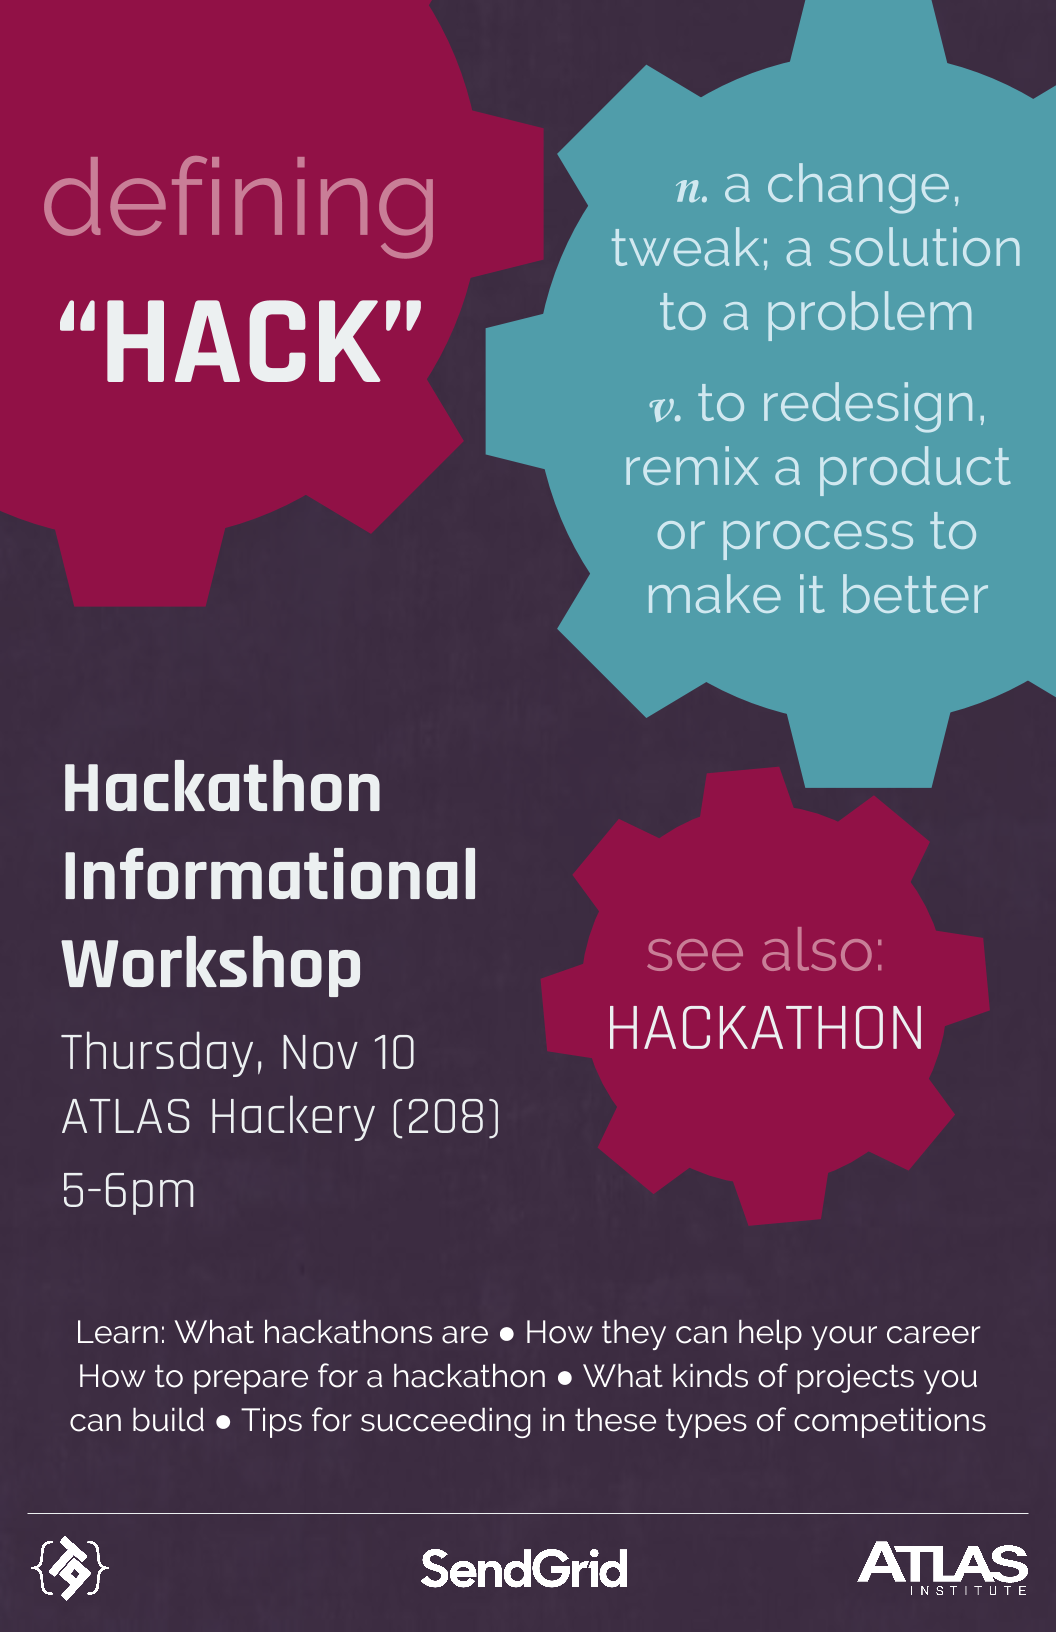 defining
“HACK”
n. a change,
tweak; a solution
to a problem
v. to redesign,
remix a product
or process to
make it better
Hackathon
Informational
Workshop
Thursday, Nov 10
ATLAS Hackery (208)
5-6pm
see also:
HACKATHON
Learn: What hackathons are ● How they can help your career
How to prepare for a hackathon ● What kinds of projects you
can build ● Tips for succeeding in these types of competitions
SendGrid
ATLAS
INSTITUTE